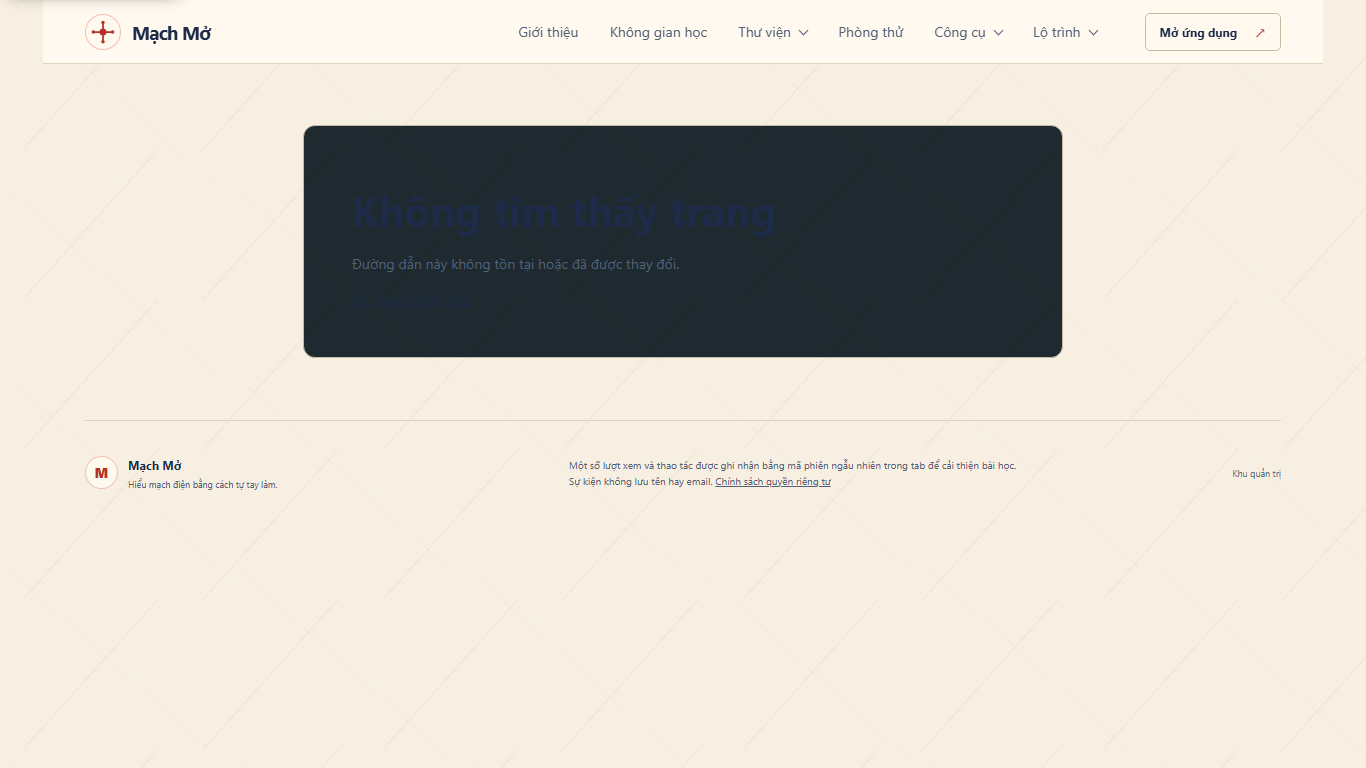 Mạch Mở
Giới thiệu
Không gian học
Thư viện
Phòng thử
Công cụ
Lộ trình
Mở ứng dụng ↗
Không tìm thấy trang
Đường dẫn này không tồn tại hoặc đã được thay đổi.
M
Mạch Mở
Hiểu mạch điện bằng cách tự tay làm.
Một số lượt xem và thao tác được ghi nhận bằng mã phiên ngẫu nhiên trong tab để cải thiện bài học.
Sự kiện không lưu tên hay email. Chính sách quyền riêng tư
Khu quản trị